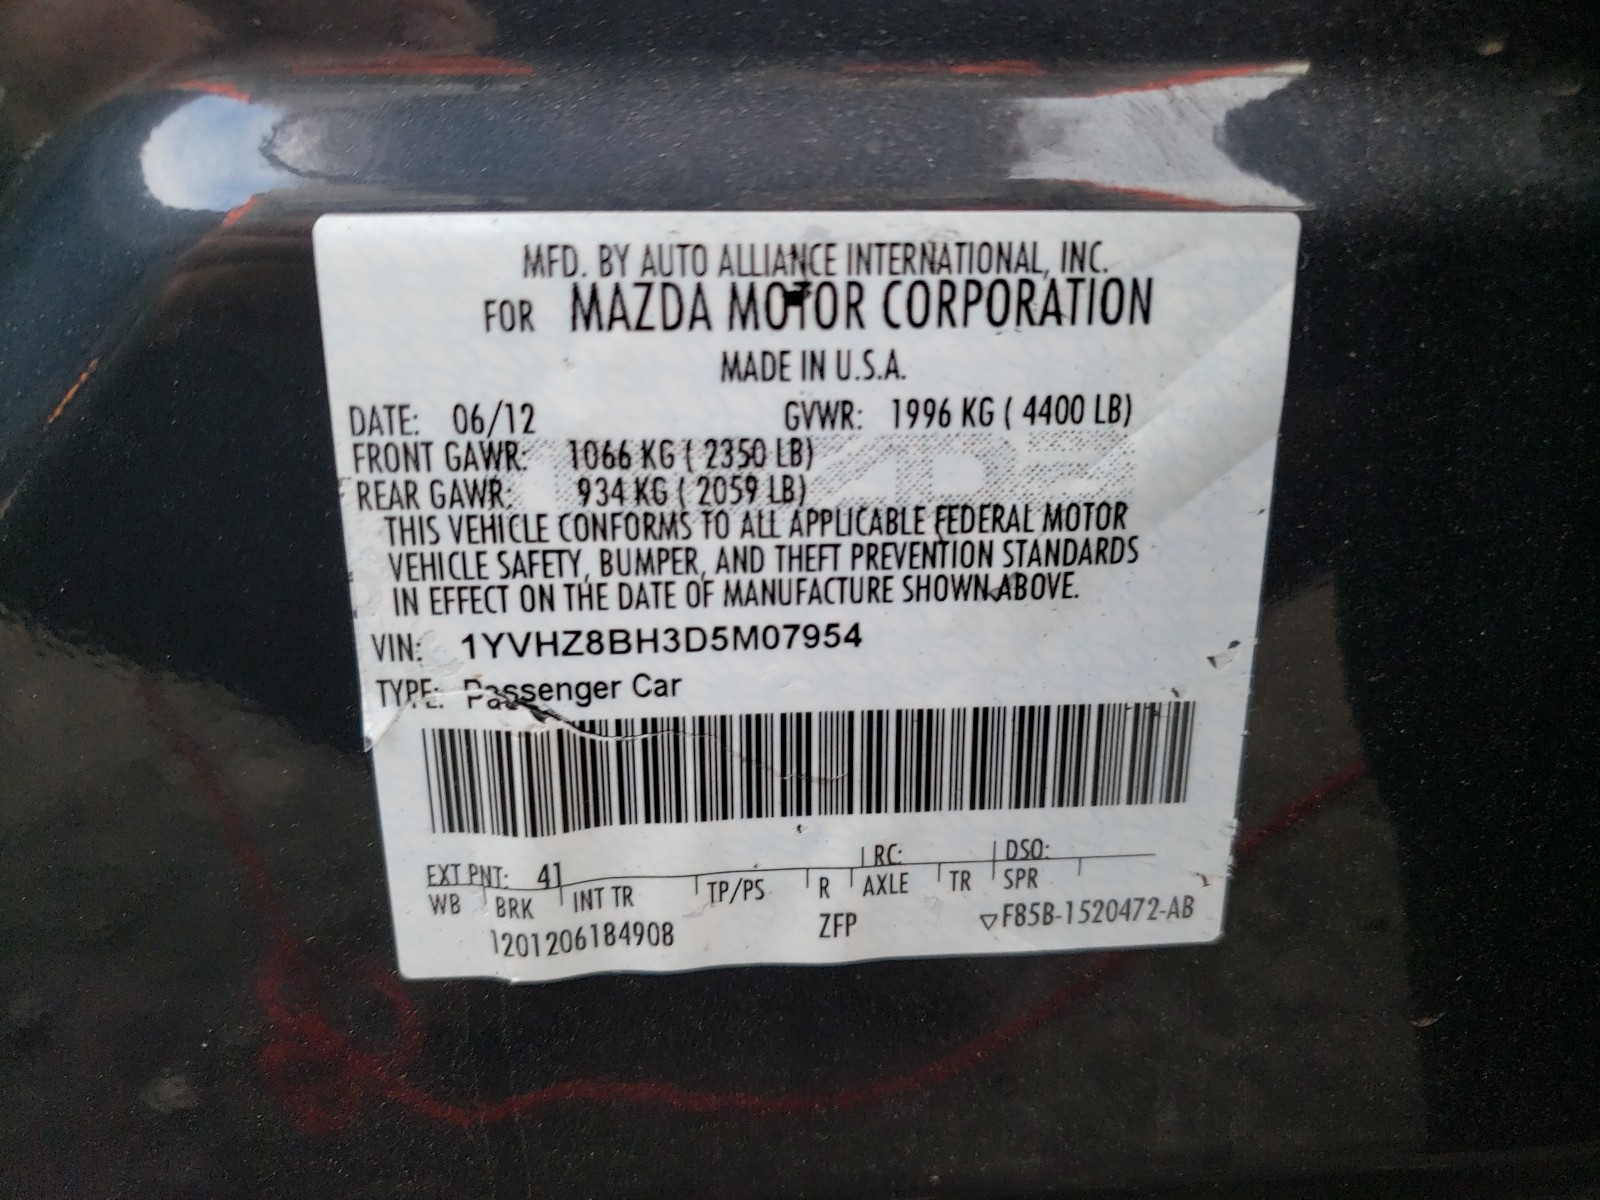 MFD. BY AUTO ALLIANCE INTERNATIONAL, INC.
FOR MAZDA MOTOR CORPORATION
MADE IN U.S.A.
DATE: 06/12 GVWR: 1996 KG ( 4400 LB)
FRONT GAWR: 1066 KG ( 2350 LB)
REAR GAWR: 934 KG ( 2059 LB)
THIS VEHICLE CONFORMS TO ALL APPLICABLE FEDERAL MOTOR
VEHICLE SAFETY, BUMPER, AND THEFT PREVENTION STANDARDS
IN EFFECT ON THE DATE OF MANUFACTURE SHOWN ABOVE.
VIN: 1YVHZ8BH3D5M07954
TYPE: Passenger Car
EXT PNT: 41 RC: DSO:
WB BRK INT TR TP/PS R AXLE TR SPR
1201206184908 ZFP ▽F85B-1520472-AB